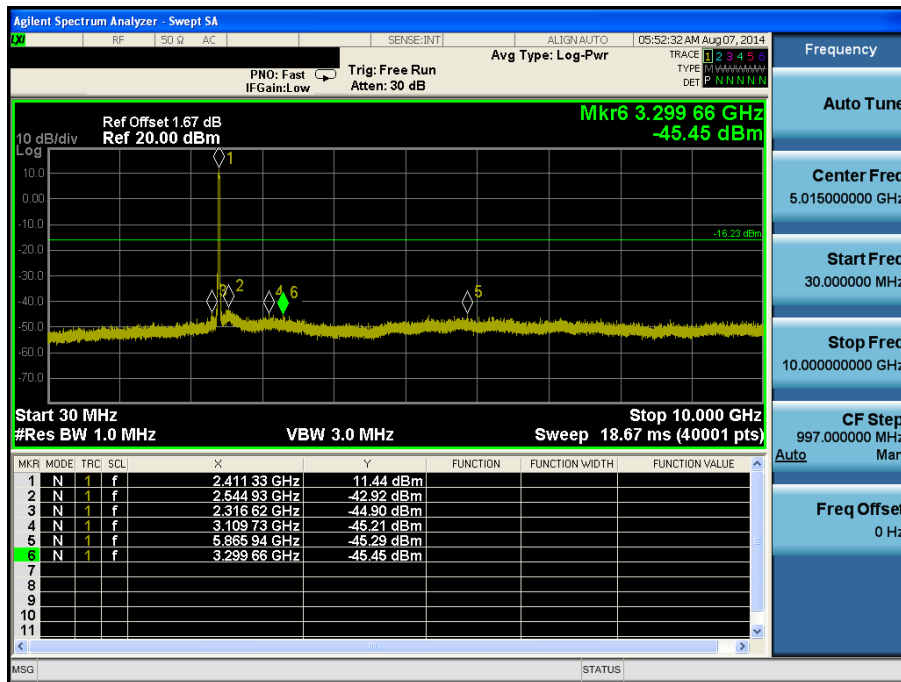 Agilent Spectrum Analyzer - Swept SA
LXI RF 50 Ω AC SENSE:INT ALIGN AUTO 05:52:32 AM Aug 07, 2014
Avg Type: Log-Pwr
TRACE 1 2 3 4 5 6
PNO: Fast Trig: Free Run
TYPE M
IFGain:Low Atten: 30 dB
DET P N N N N N
Mkr6 3.299 66 GHz
-45.45 dBm
Ref Offset 1.67 dB
10 dB/div Ref 20.00 dBm
Log
1
10.0
0.00
-10.0
-16.23 dBm
-20.0
-30.0
3 2 4 6 5
-40.0
-50.0
-60.0
-70.0
Start 30 MHz Stop 10.000 GHz
#Res BW 1.0 MHz VBW 3.0 MHz Sweep 18.67 ms (40001 pts)
MKR MODE TRC SCL X Y FUNCTION FUNCTION WIDTH FUNCTION VALUE
1 N 1 f 2.411 33 GHz 11.44 dBm
2 N 1 f 2.544 93 GHz -42.92 dBm
3 N 1 f 2.316 62 GHz -44.90 dBm
4 N 1 f 3.109 73 GHz -45.21 dBm
5 N 1 f 5.865 94 GHz -45.29 dBm
6 N 1 f 3.299 66 GHz -45.45 dBm
7
8
9
10
11
MSG STATUS
Frequency
Auto Tune
Center Freq
5.015000000 GHz
Start Freq
30.000000 MHz
Stop Freq
10.000000000 GHz
CF Step
997.000000 MHz
Auto Man
Freq Offset
0 Hz